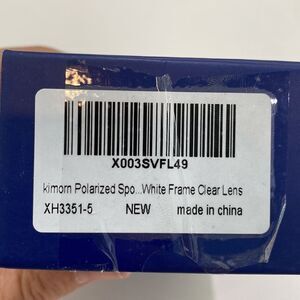 X003SVFL49
kimorn Polarized Spo...White Frame Clear Lens
XH3351-5 NEW made in china